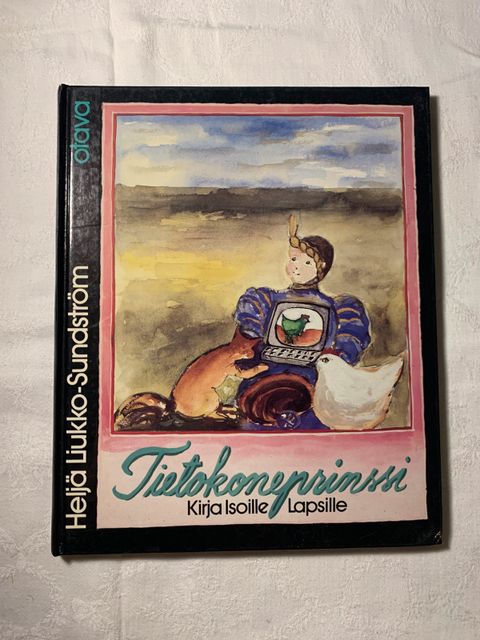 Heljä Liukko-Sundström
otava
Tietokoneprinssi
Kirja Isoille Lapsille